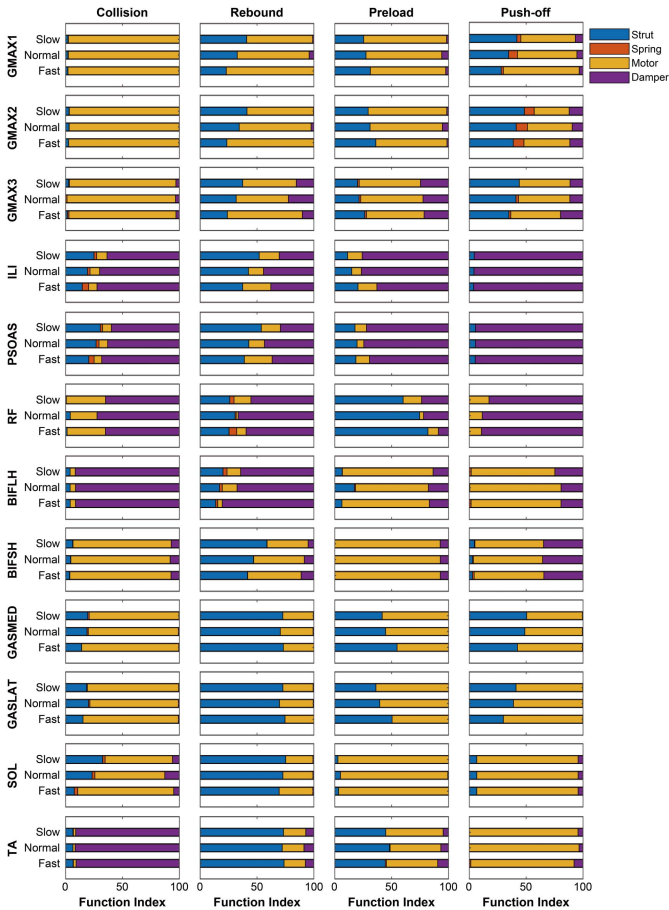 Collision Rebound Preload Push-off
Strut
Spring
Motor
Damper
GMAX1
Slow
Normal
Fast
GMAX2
Slow
Normal
Fast
GMAX3
Slow
Normal
Fast
ILI
Slow
Normal
Fast
PSOAS
Slow
Normal
Fast
RF
Slow
Normal
Fast
BIFLH
Slow
Normal
Fast
BIFSH
Slow
Normal
Fast
GASMED
Slow
Normal
Fast
GASLAT
Slow
Normal
Fast
SOL
Slow
Normal
Fast
TA
Slow
Normal
Fast
0 50 100 0 50 100 0 50 100 0 50 100
Function Index Function Index Function Index Function Index